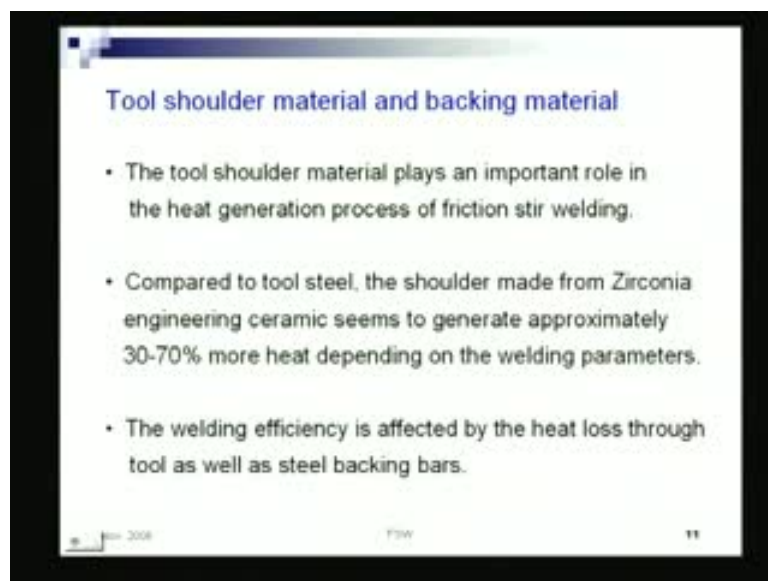 Tool shoulder material and backing material
• The tool shoulder material plays an important role in
the heat generation process of friction stir welding.
• Compared to tool steel, the shoulder made from Zirconia
engineering ceramic seems to generate approximately
30-70% more heat depending on the welding parameters.
• The welding efficiency is affected by the heat loss through
tool as well as steel backing bars.
2008 FSW 11